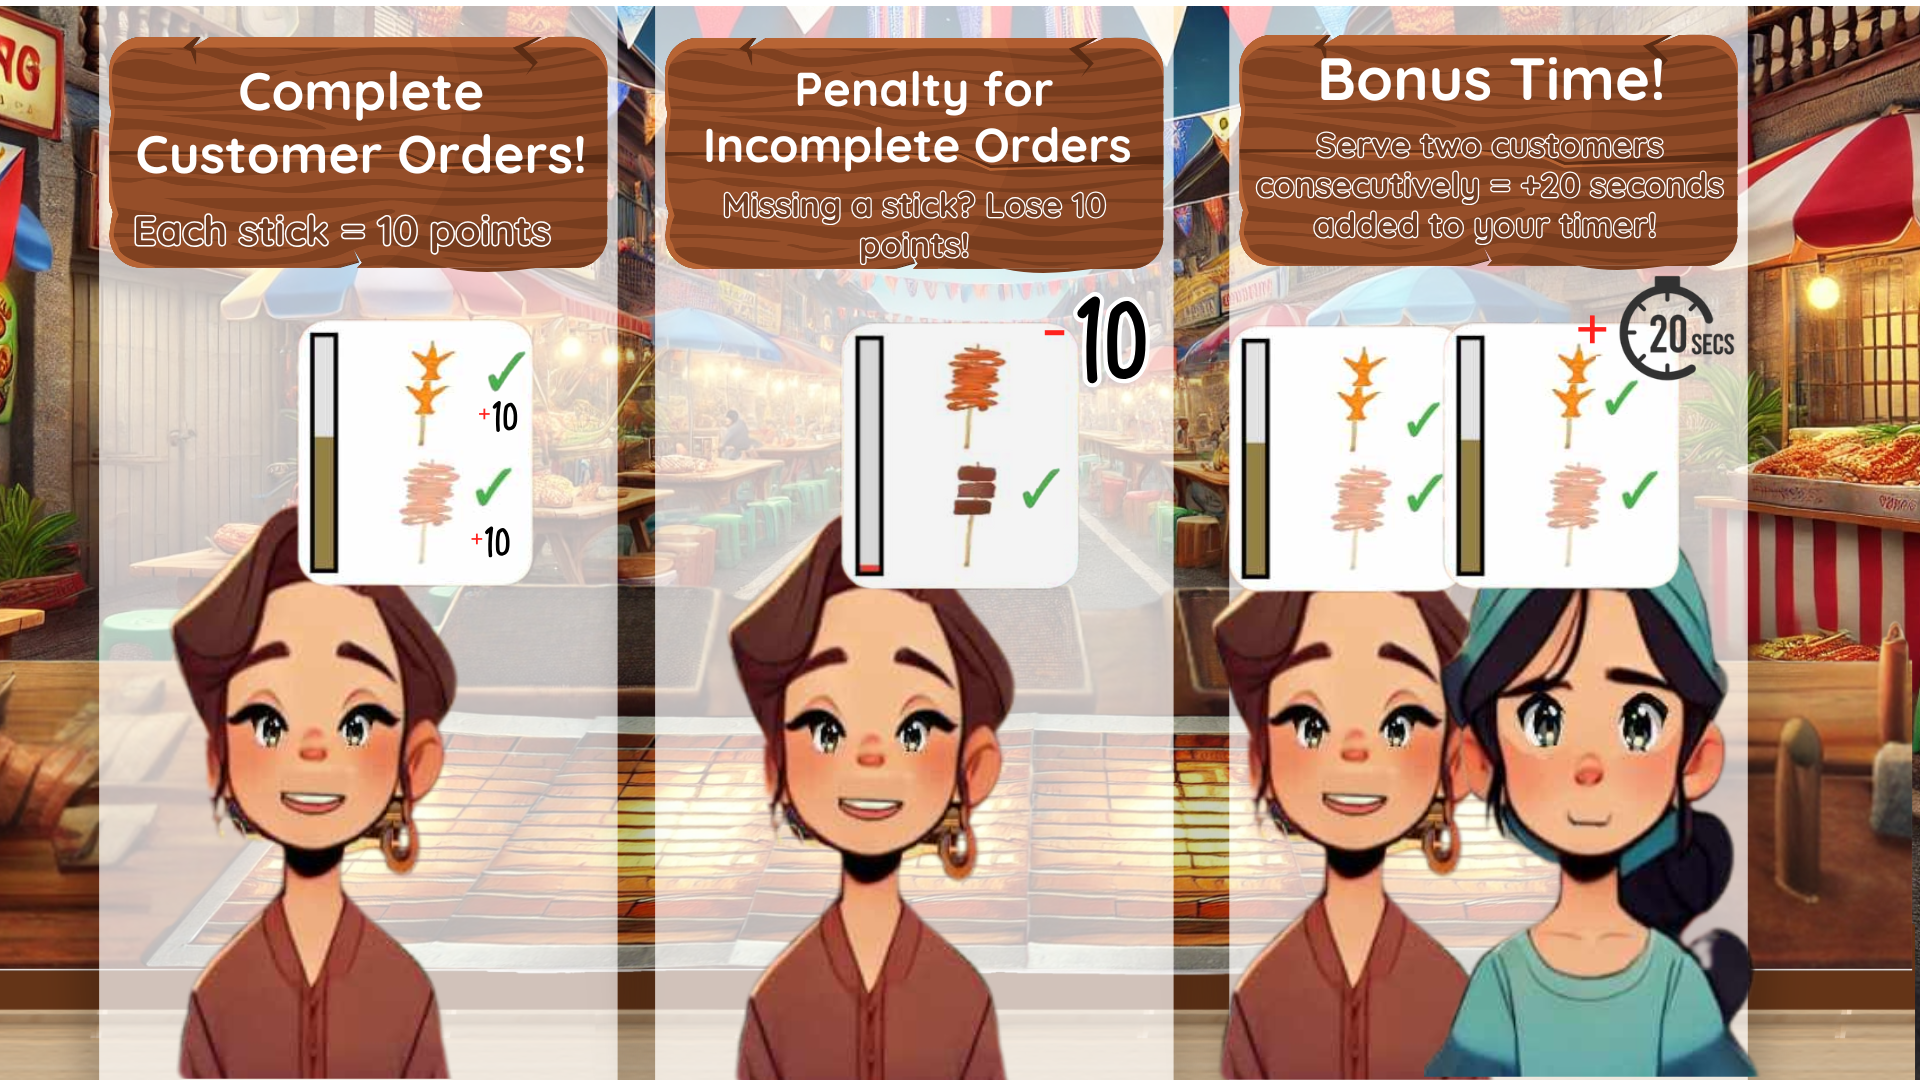 Complete
Customer Orders!
Each stick = 10 points
+10
+10
Penalty for
Incomplete Orders
Missing a stick? Lose 10
points!
- 10
Bonus Time!
Serve two customers
consecutively = +20 seconds
added to your timer!
+ 20 SECS